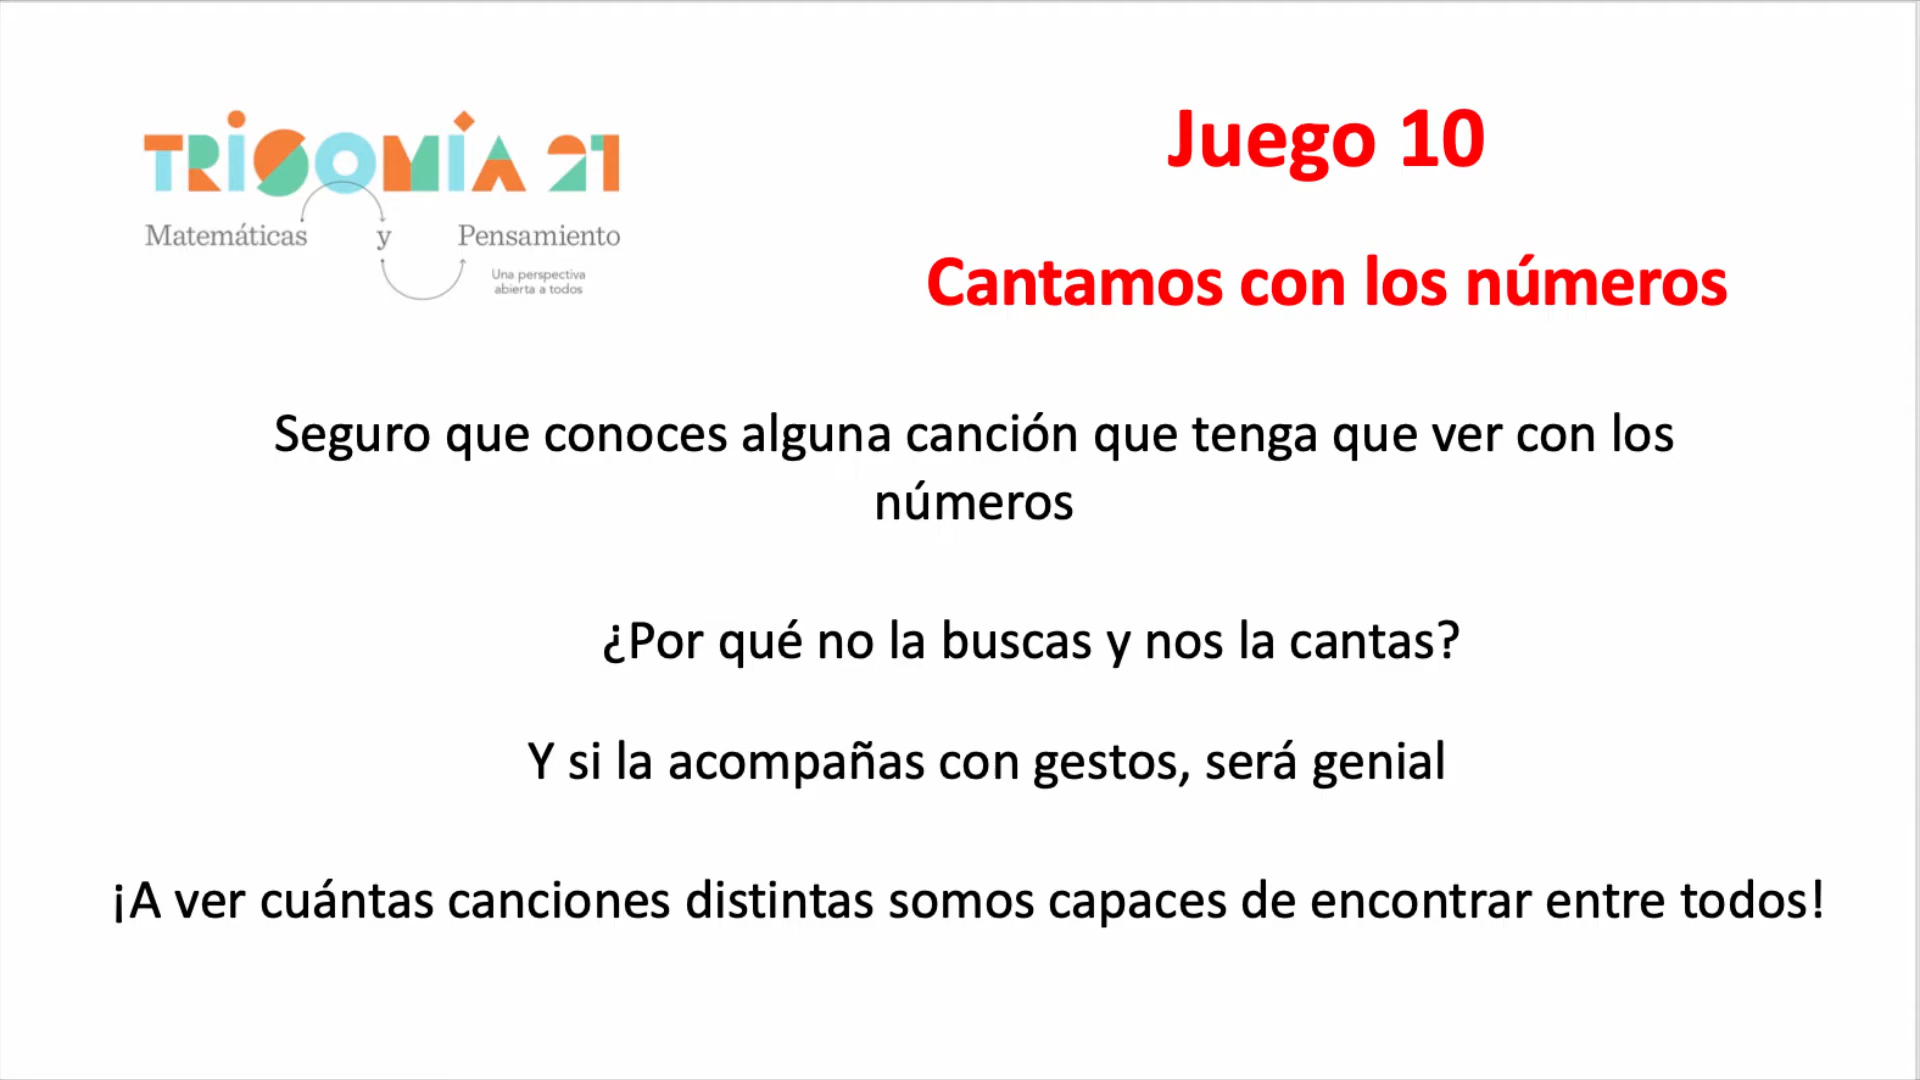 TRISOMÍA 21
Matemáticas y Pensamiento
Una perspectiva
abierta a todos
Juego 10
Cantamos con los números
Seguro que conoces alguna canción que tenga que ver con los
números
¿Por qué no la buscas y nos la cantas?
Y si la acompañas con gestos, será genial
¡A ver cuántas canciones distintas somos capaces de encontrar entre todos!